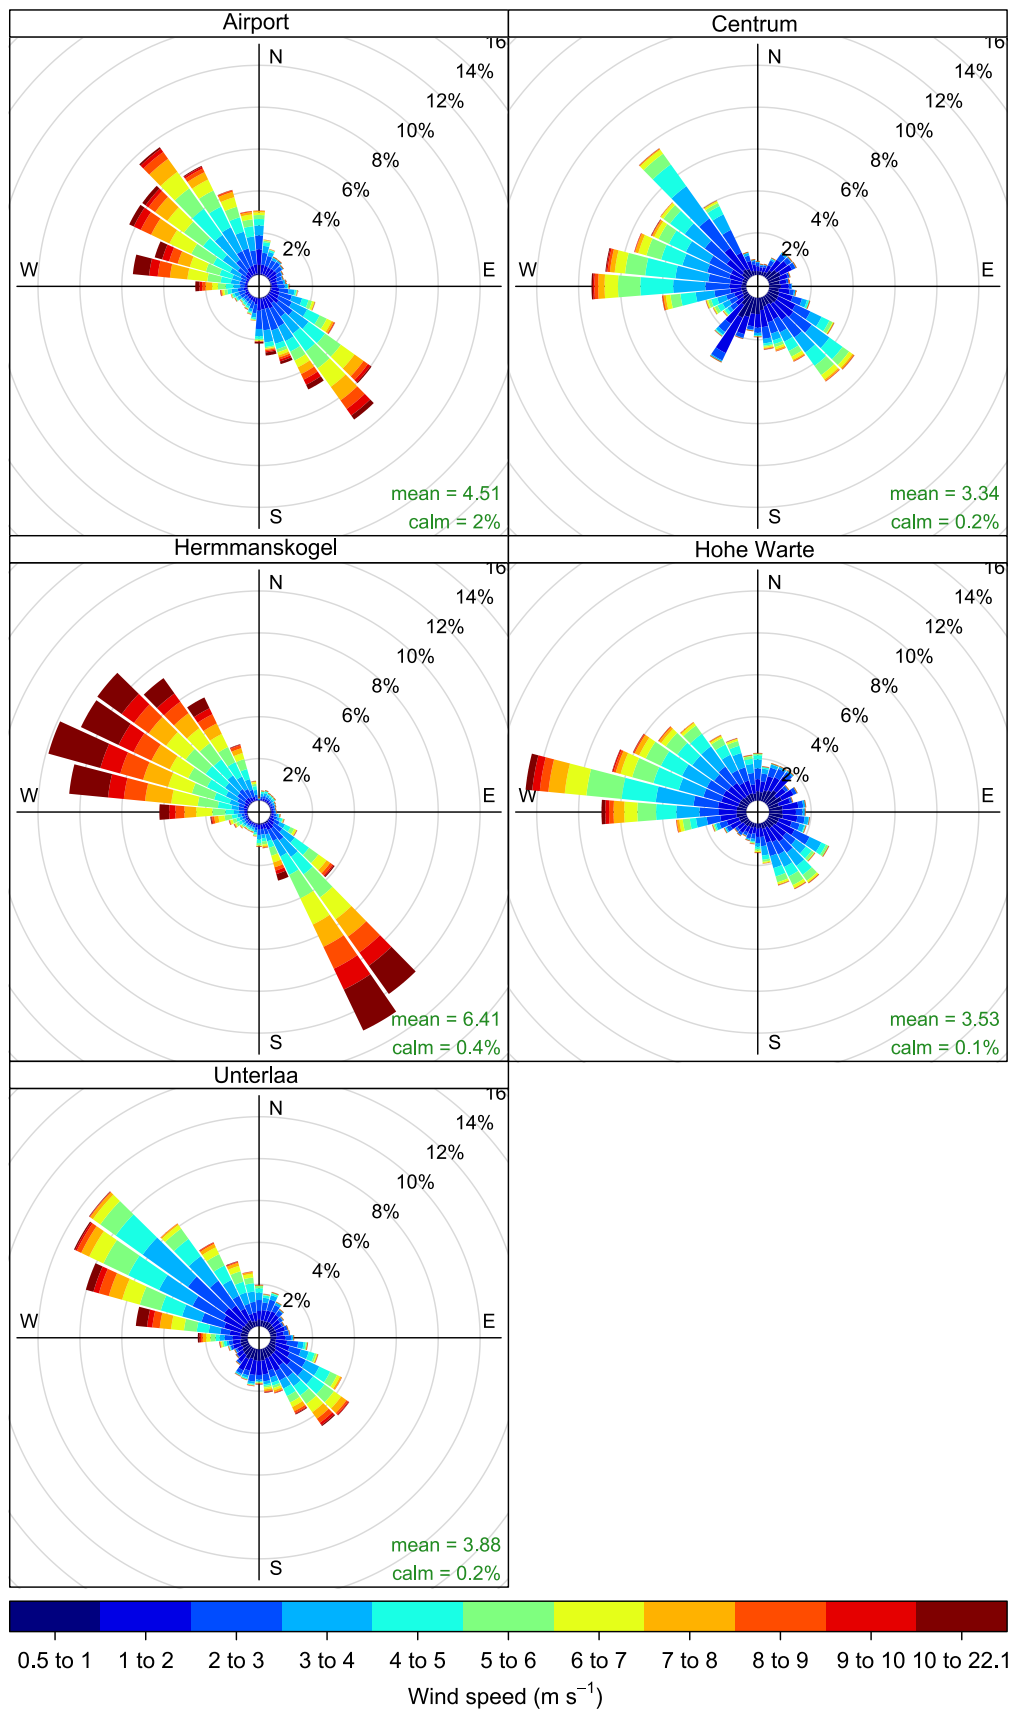 Airport
16
14%
12%
10%
8%
6%
4%
2%
N
W
E
S
mean = 4.51
calm = 2%
Centrum
16
14%
12%
10%
8%
6%
4%
2%
N
W
E
S
mean = 3.34
calm = 0.2%
Hermmanskogel
16
14%
12%
10%
8%
6%
4%
2%
N
W
E
S
mean = 6.41
calm = 0.4%
Hohe Warte
16
14%
12%
10%
8%
6%
4%
2%
N
W
E
S
mean = 3.53
calm = 0.1%
Unterlaa
16
14%
12%
10%
8%
6%
4%
2%
N
W
E
S
mean = 3.88
calm = 0.2%
0.5 to 1 1 to 2 2 to 3 3 to 4 4 to 5 5 to 6 6 to 7 7 to 8 8 to 9 9 to 10 10 to 22.1
Wind speed (m s⁻¹)